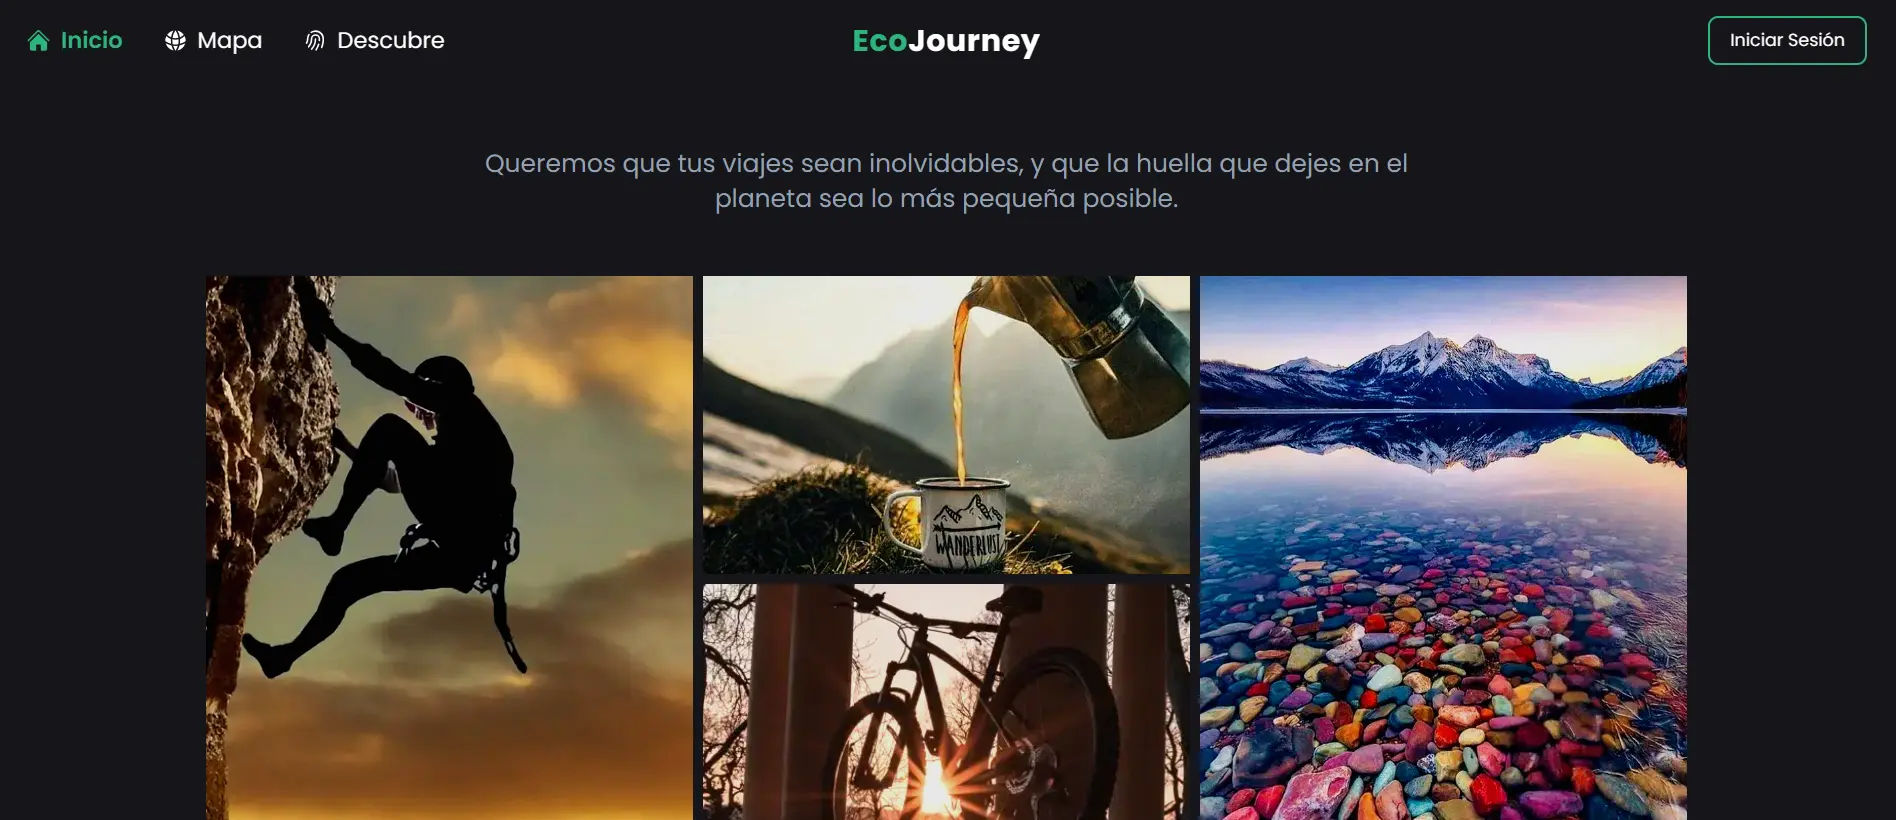 Inicio
Mapa
Descubre
EcoJourney
Iniciar Sesión
Queremos que tus viajes sean inolvidables, y que la huella que dejes en el
planeta sea lo más pequeña posible.
WANDERLUST